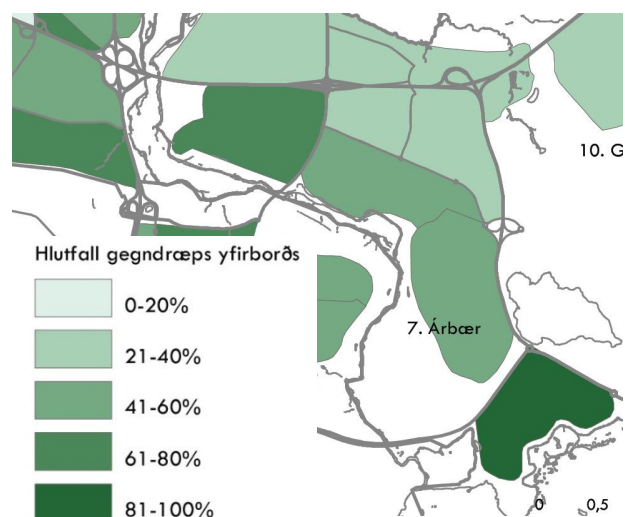 10. G
Hlutfall gegndræps yfirborðs
0-20%
21-40%
41-60%
61-80%
81-100%
7. Árbær
0 0,5